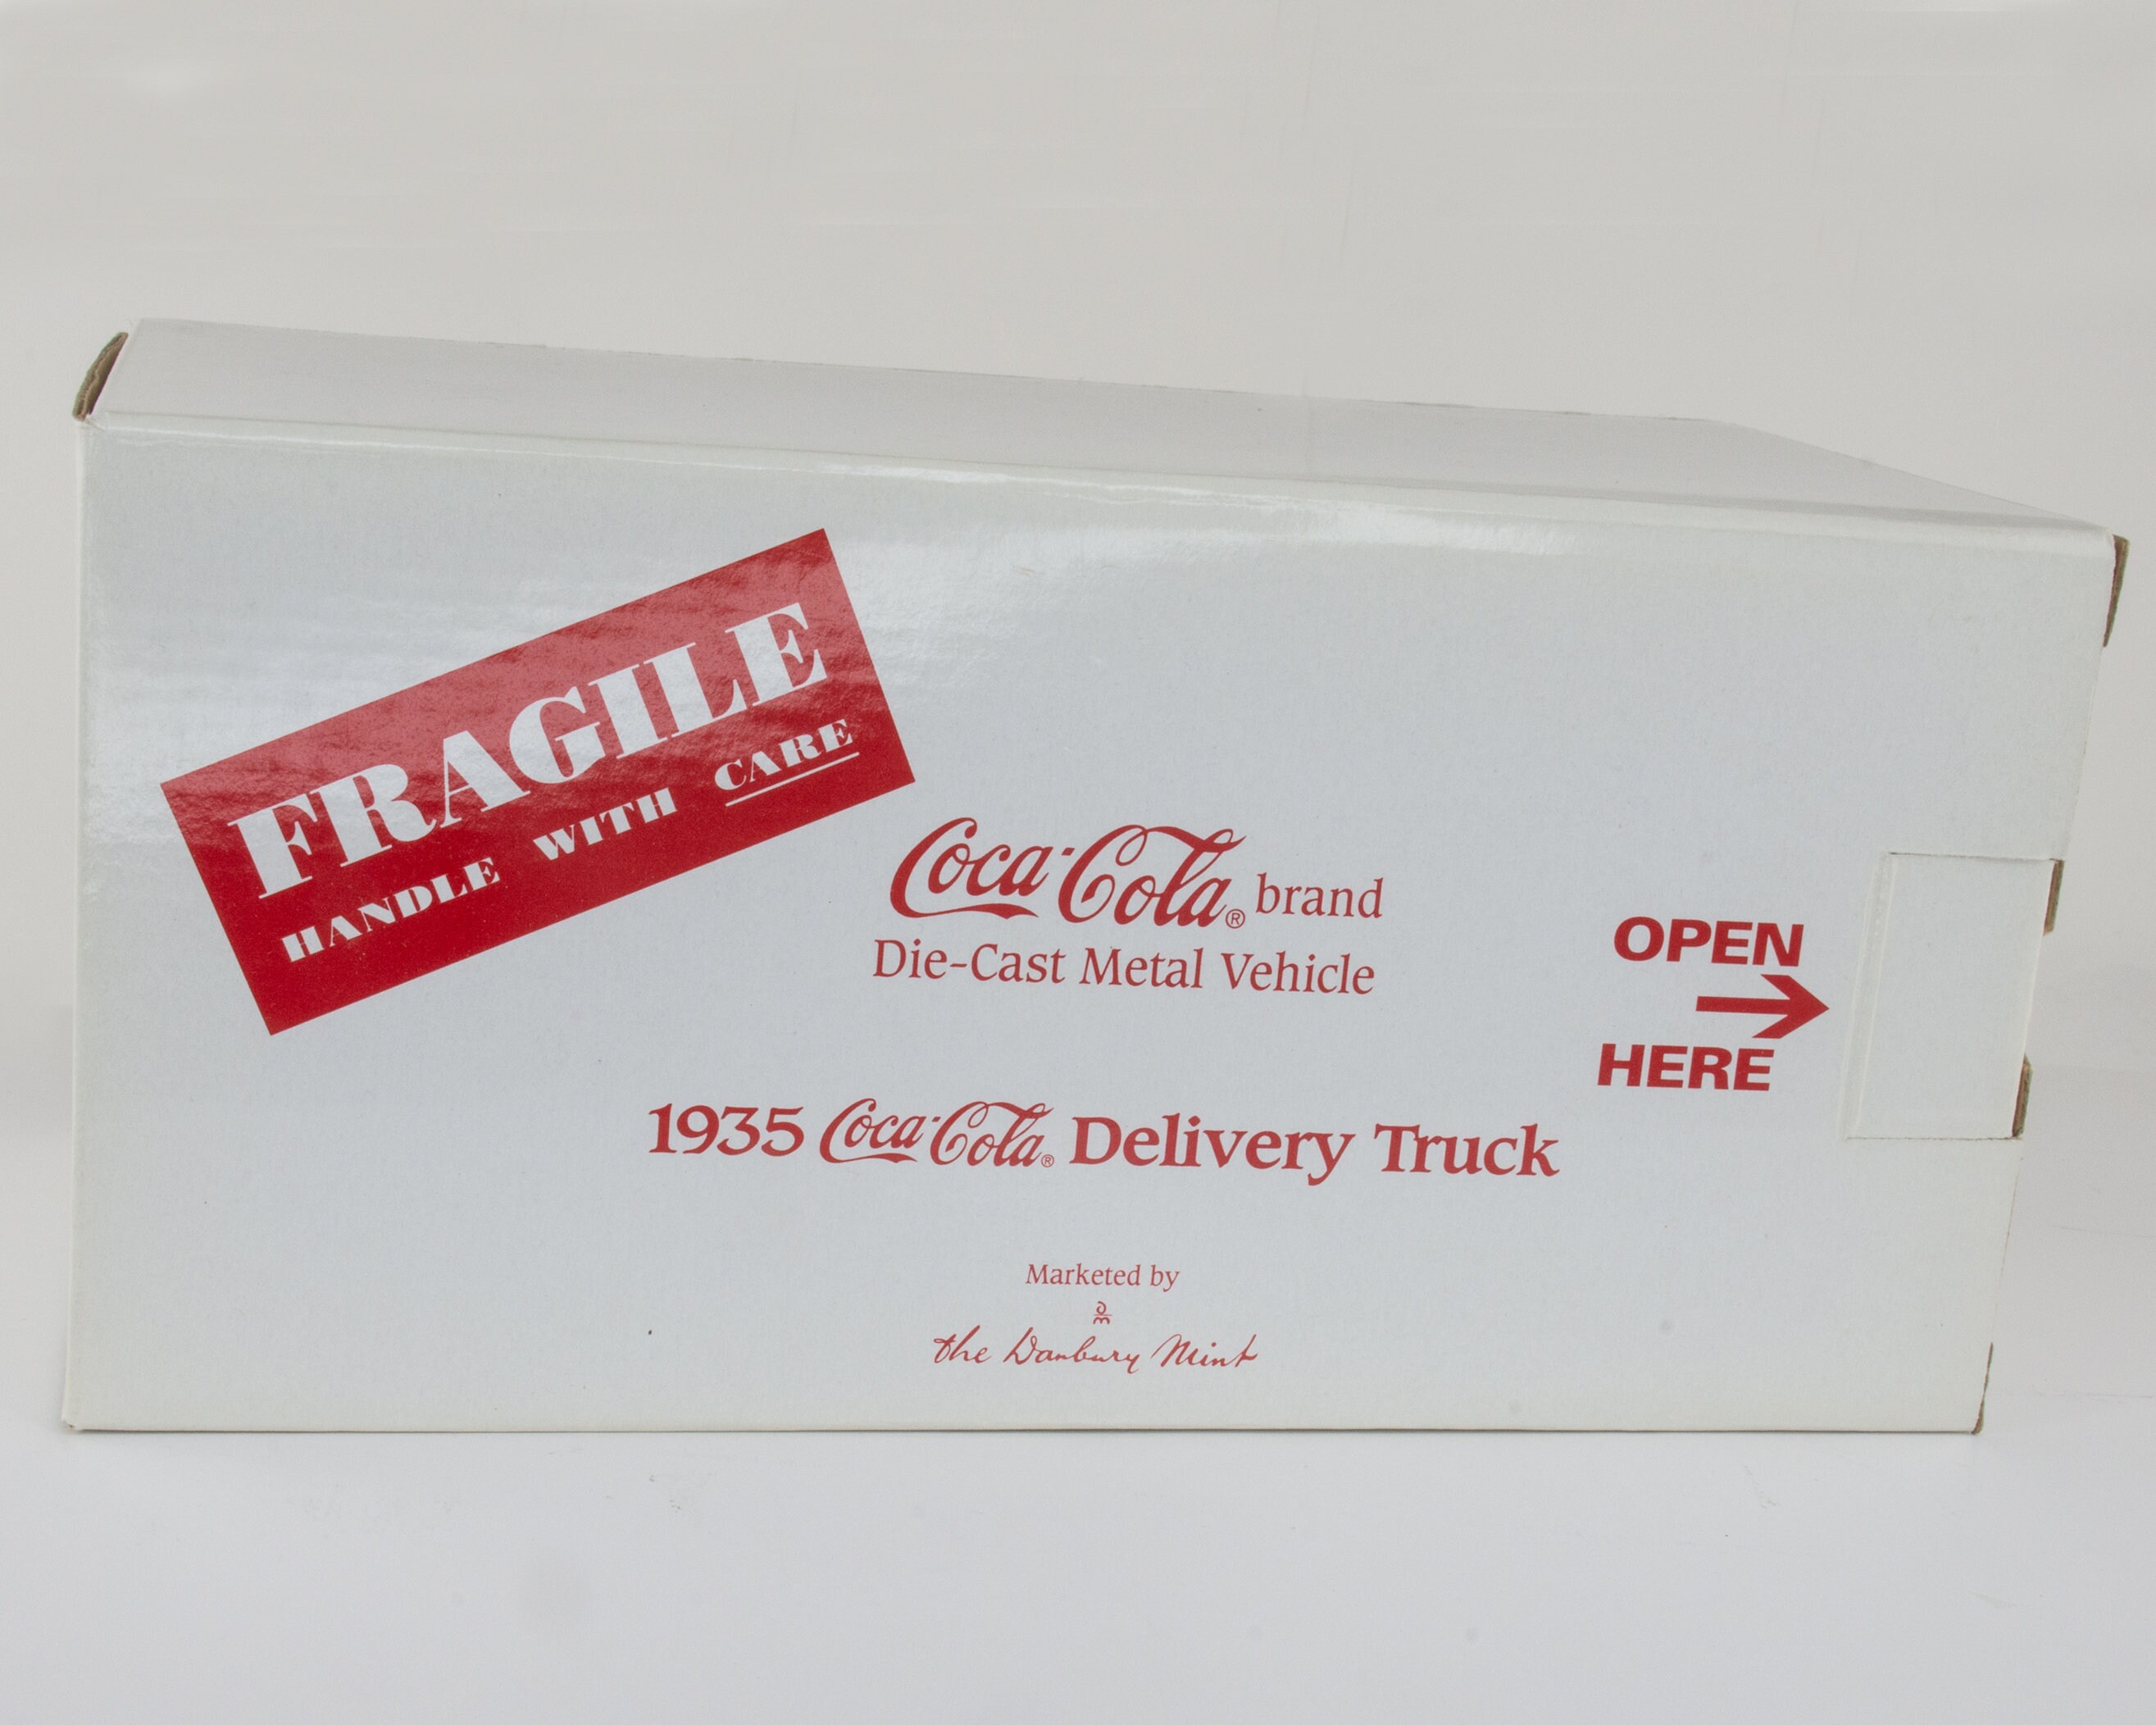 FRAGILE
HANDLE WITH CARE
Coca-Cola® brand
Die-Cast Metal Vehicle
OPEN
HERE
1935 Coca-Cola® Delivery Truck
Marketed by
DM
the Danbury Mint